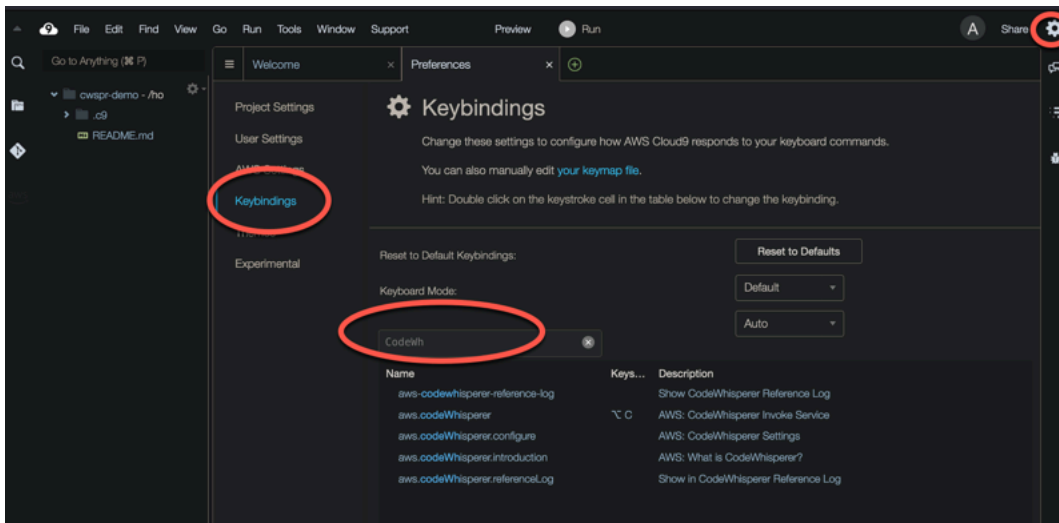 9 File Edit Find View Go Run Tools Window Support Preview Run A Share
Go to Anything (⌘ P)
Welcome
Preferences
cwspr-demo - /ho
.c9
README.md
Project Settings
User Settings
AWS Settings
Keybindings
Themes
Experimental
Keybindings
Change these settings to configure how AWS Cloud9 responds to your keyboard commands.
You can also manually edit your keymap file.
Hint: Double click on the keystroke cell in the table below to change the keybinding.
Reset to Default Keybindings:
Reset to Defaults
Keyboard Mode:
Default
Auto
CodeWh
Name Keys... Description
aws-codewhisperer-reference-log Show CodeWhisperer Reference Log
aws.codeWhisperer ⌥ C AWS: CodeWhisperer Invoke Service
aws.codeWhisperer.configure AWS: CodeWhisperer Settings
aws.codeWhisperer.introduction AWS: What is CodeWhisperer?
aws.codeWhisperer.referenceLog Show in CodeWhisperer Reference Log